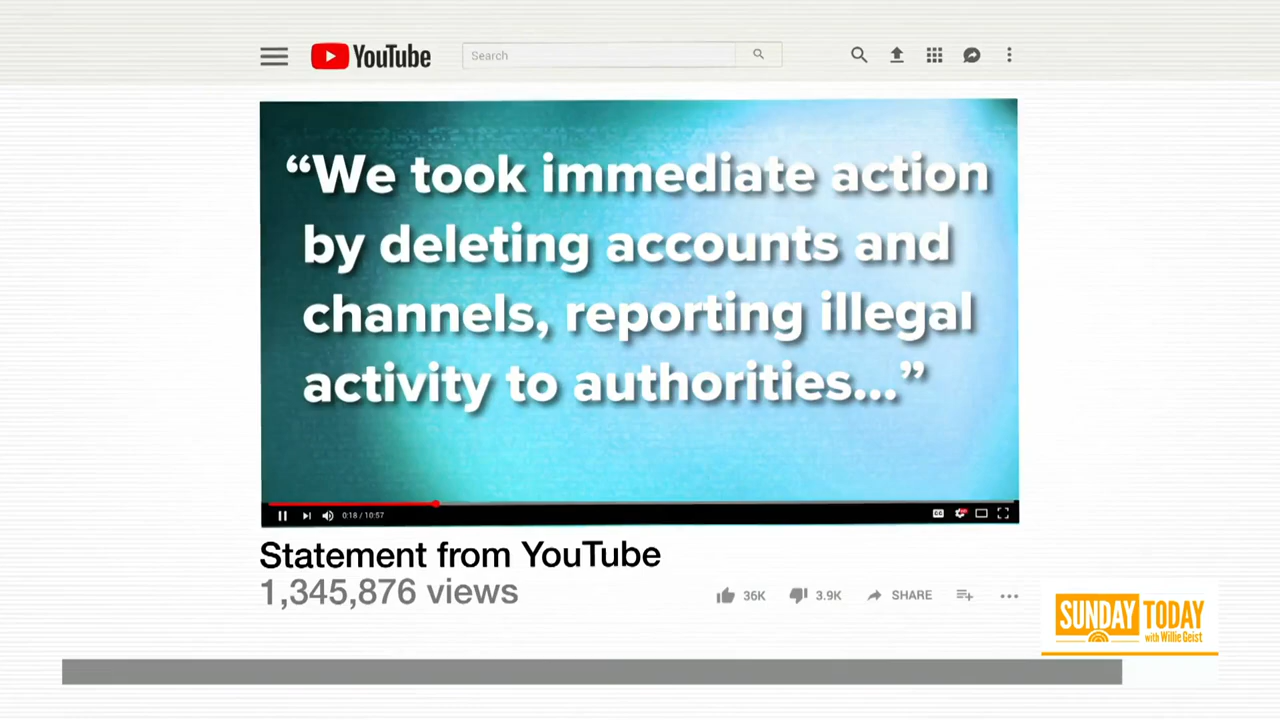 YouTube
Search
“We took immediate action
by deleting accounts and
channels, reporting illegal
activity to authorities...”
0:18 / 10:57
CC
Statement from YouTube
1,345,876 views
36K
3.9K
SHARE
SUNDAY TODAY
with Willie Geist